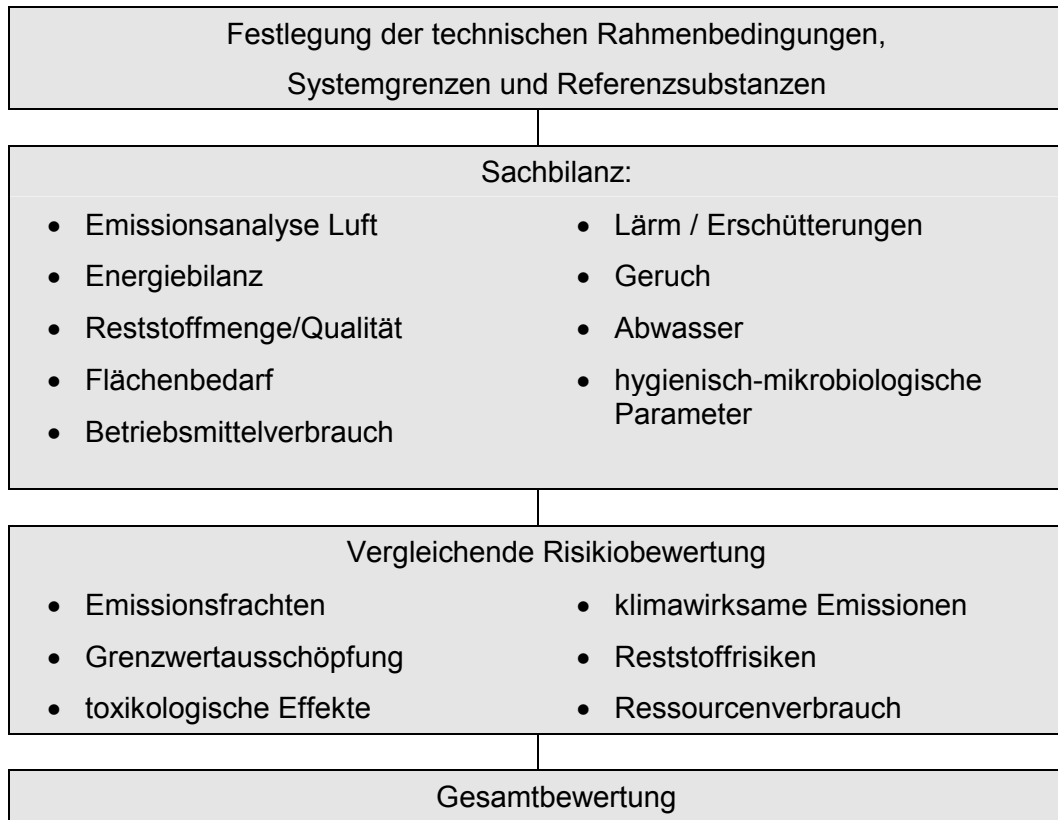 Festlegung der technischen Rahmenbedingungen,
Systemgrenzen und Referenzsubstanzen
Sachbilanz:
• Emissionsanalyse Luft
• Energiebilanz
• Reststoffmenge/Qualität
• Flächenbedarf
• Betriebsmittelverbrauch
• Lärm / Erschütterungen
• Geruch
• Abwasser
• hygienisch-mikrobiologische
Parameter
Vergleichende Risikiobewertung
• Emissionsfrachten
• Grenzwertausschöpfung
• toxikologische Effekte
• klimawirksame Emissionen
• Reststoffrisiken
• Ressourcenverbrauch
Gesamtbewertung